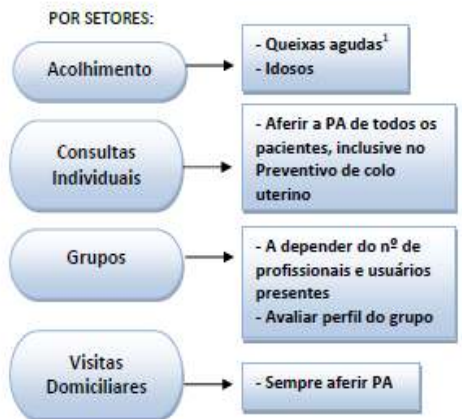 POR SETORES:
Acolhimento
- Queixas agudas¹
- Idosos
Consultas
Individuais
- Aferir a PA de todos os
pacientes, inclusive no
Preventivo de colo
uterino
Grupos
- A depender do nº de
profissionais e usuários
presentes
- Avaliar perfil do grupo
Visitas
Domiciliares
- Sempre aferir PA